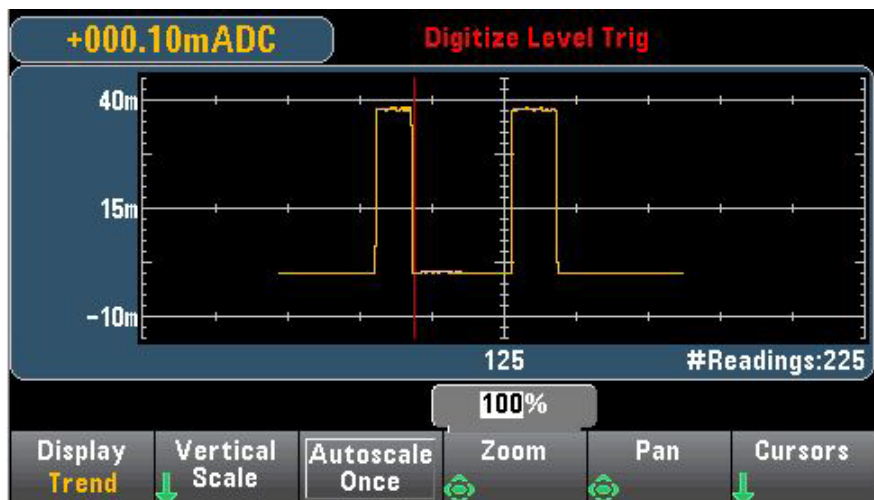 +000.10mADC
Digitize Level Trig
40m
15m
−10m
125
#Readings:225
100%
Display
Trend
Vertical
Scale
Autoscale
Once
Zoom
Pan
Cursors